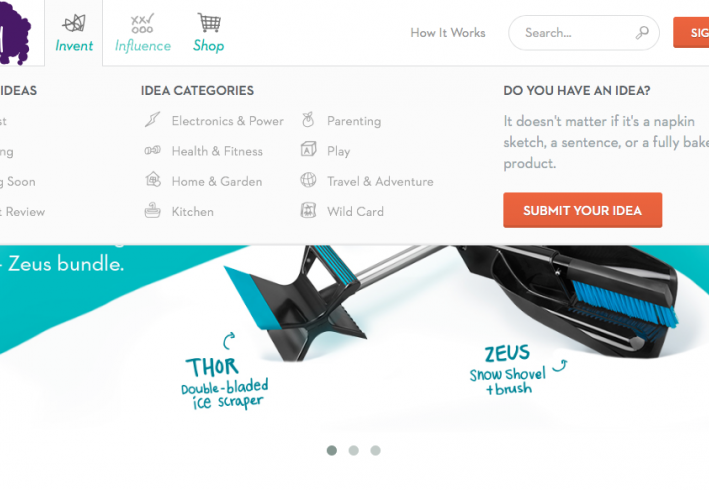 Invent
Influence
Shop
How It Works
Search...
SIG
IDEAS
IDEA CATEGORIES
DO YOU HAVE AN IDEA?
Electronics & Power
Parenting
Health & Fitness
Play
Home & Garden
Travel & Adventure
Kitchen
Wild Card
g Soon
t Review
It doesn't matter if it's a napkin
sketch, a sentence, or a fully bake
product.
SUBMIT YOUR IDEA
Zeus bundle.
THOR
Double-bladed
ice scraper
ZEUS
Snow Shovel
+ brush